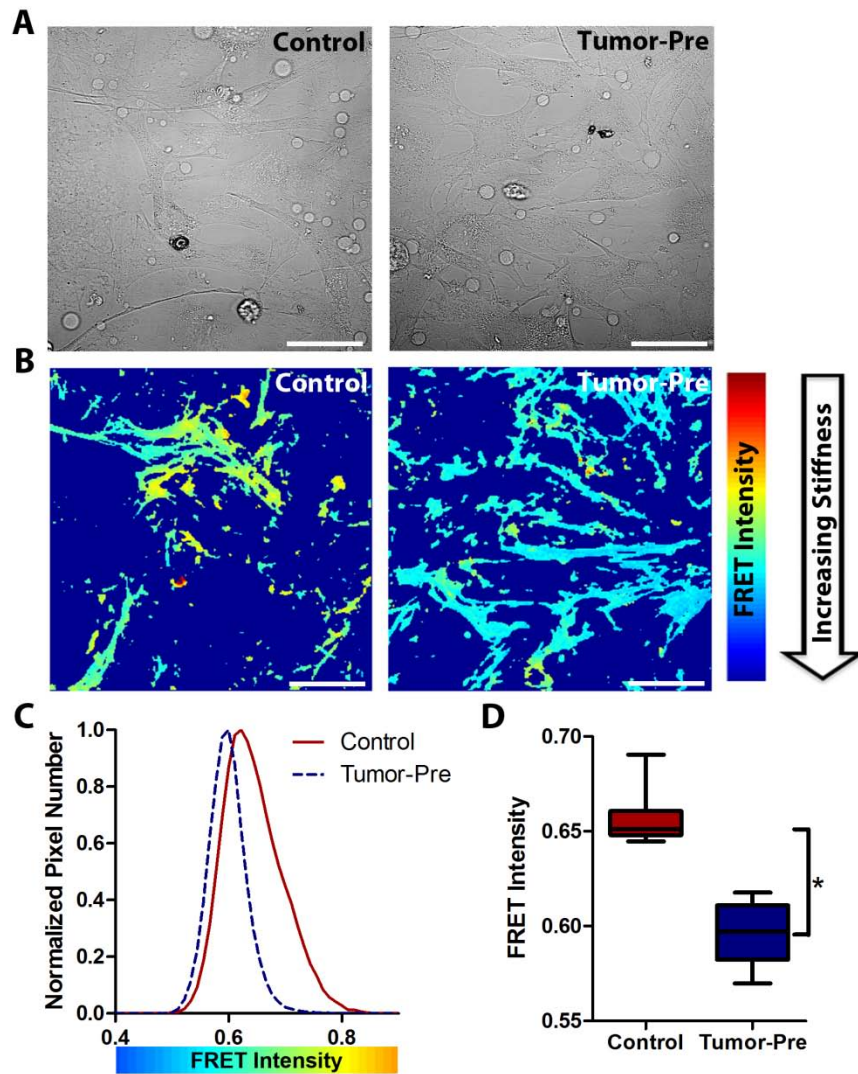 A
Control
Tumor-Pre
B
Control
Tumor-Pre
FRET Intensity
Increasing Stiffness
C
Normalized Pixel Number
1.0
0.8
0.6
0.4
0.2
0.0
0.4
0.6
0.8
FRET Intensity
Control
Tumor-Pre
D
FRET Intensity
0.70
0.65
0.60
0.55
*
Control
Tumor-Pre